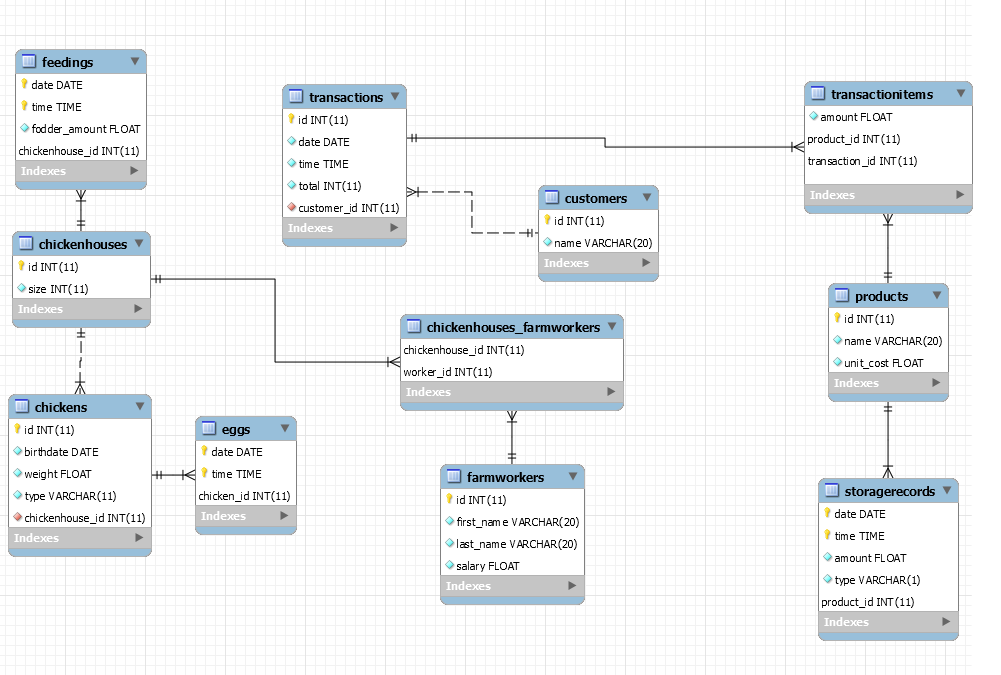 feedings
date DATE
time TIME
fodder_amount FLOAT
chickenhouse_id INT(11)
Indexes
chickenhouses
id INT(11)
size INT(11)
Indexes
chickens
id INT(11)
birthdate DATE
weight FLOAT
type VARCHAR(11)
chickenhouse_id INT(11)
Indexes
eggs
date DATE
time TIME
chicken_id INT(11)
Indexes
transactions
id INT(11)
date DATE
time TIME
total INT(11)
customer_id INT(11)
Indexes
customers
id INT(11)
name VARCHAR(20)
Indexes
chickenhouses_farmworkers
chickenhouse_id INT(11)
worker_id INT(11)
Indexes
farmworkers
id INT(11)
first_name VARCHAR(20)
last_name VARCHAR(20)
salary FLOAT
Indexes
transactionitems
amount FLOAT
product_id INT(11)
transaction_id INT(11)
Indexes
products
id INT(11)
name VARCHAR(20)
unit_cost FLOAT
Indexes
storagerecords
date DATE
time TIME
amount FLOAT
type VARCHAR(1)
product_id INT(11)
Indexes